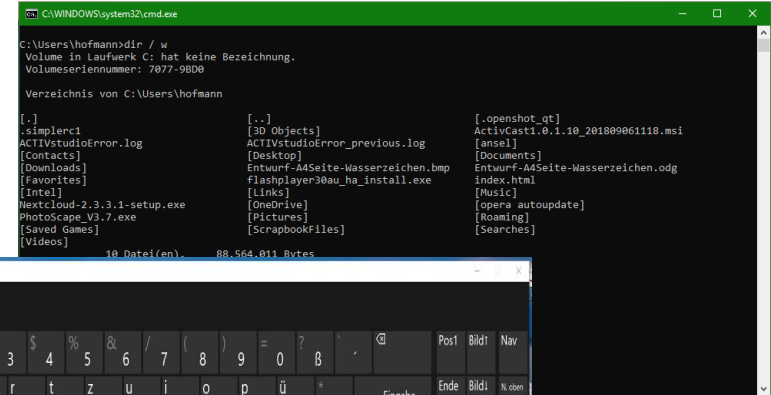 C:\WINDOWS\system32\cmd.exe
C:\Users\hofmann>dir / w
Volume in Laufwerk C: hat keine Bezeichnung.
Volumeseriennummer: 7077-9BD0
Verzeichnis von C:\Users\hofmann
[.] [..] [.openshot_qt]
.simplerc1 [3D Objects] ActivCast1.0.1.10_201809061118.msi
ACTIVstudioError.log ACTIVstudioError_previous.log [ansel]
[Contacts] [Desktop] [Documents]
[Downloads] Entwurf-A4Seite-Wasserzeichen.bmp Entwurf-A4Seite-Wasserzeichen.odg
[Favorites] flashplayer30au_ha_install.exe index.html
[Intel] [Links] [Music]
Nextcloud-2.3.3.1-setup.exe [OneDrive] [opera autoupdate]
PhotoScape_V3.7.exe [Pictures] [Roaming]
[Saved Games] [ScrapbookFiles] [Searches]
[Videos]
10 Datei(en), 88.564.011 Bytes
$ % & / ( ) = ? `
3 4 5 6 7 8 9 0 ß ´ Pos1 Bild↑ Nav
r t z u i o p ü * Ende Bild↓ N. oben